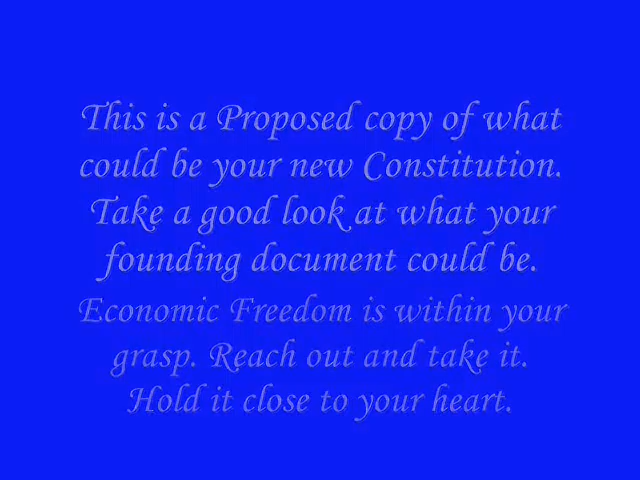 This is a Proposed copy of what
could be your new Constitution.
Take a good look at what your
founding document could be.
Economic Freedom is within your
grasp. Reach out and take it.
Hold it close to your heart.